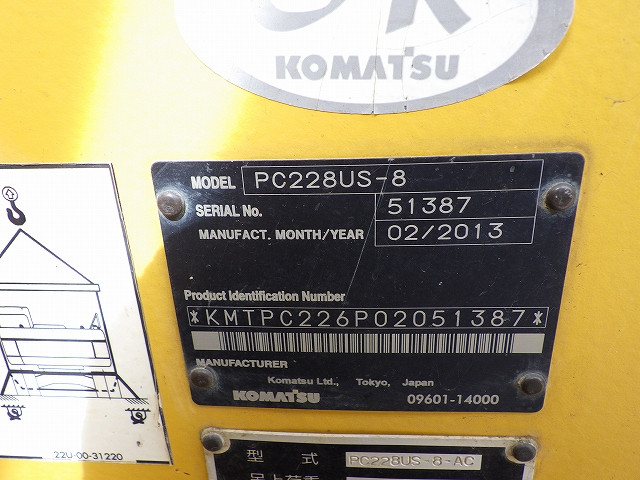 KOMATSU
MODEL PC228US-8
SERIAL No. 51387
MANUFACT. MONTH/YEAR 02/2013
Product Identification Number
*KMTPC226P02051387*
MANUFACTURER
Komatsu Ltd., Tokyo, Japan
KOMATSU 09601-14000
22U-00-31220
型式 PC228US-8-AC